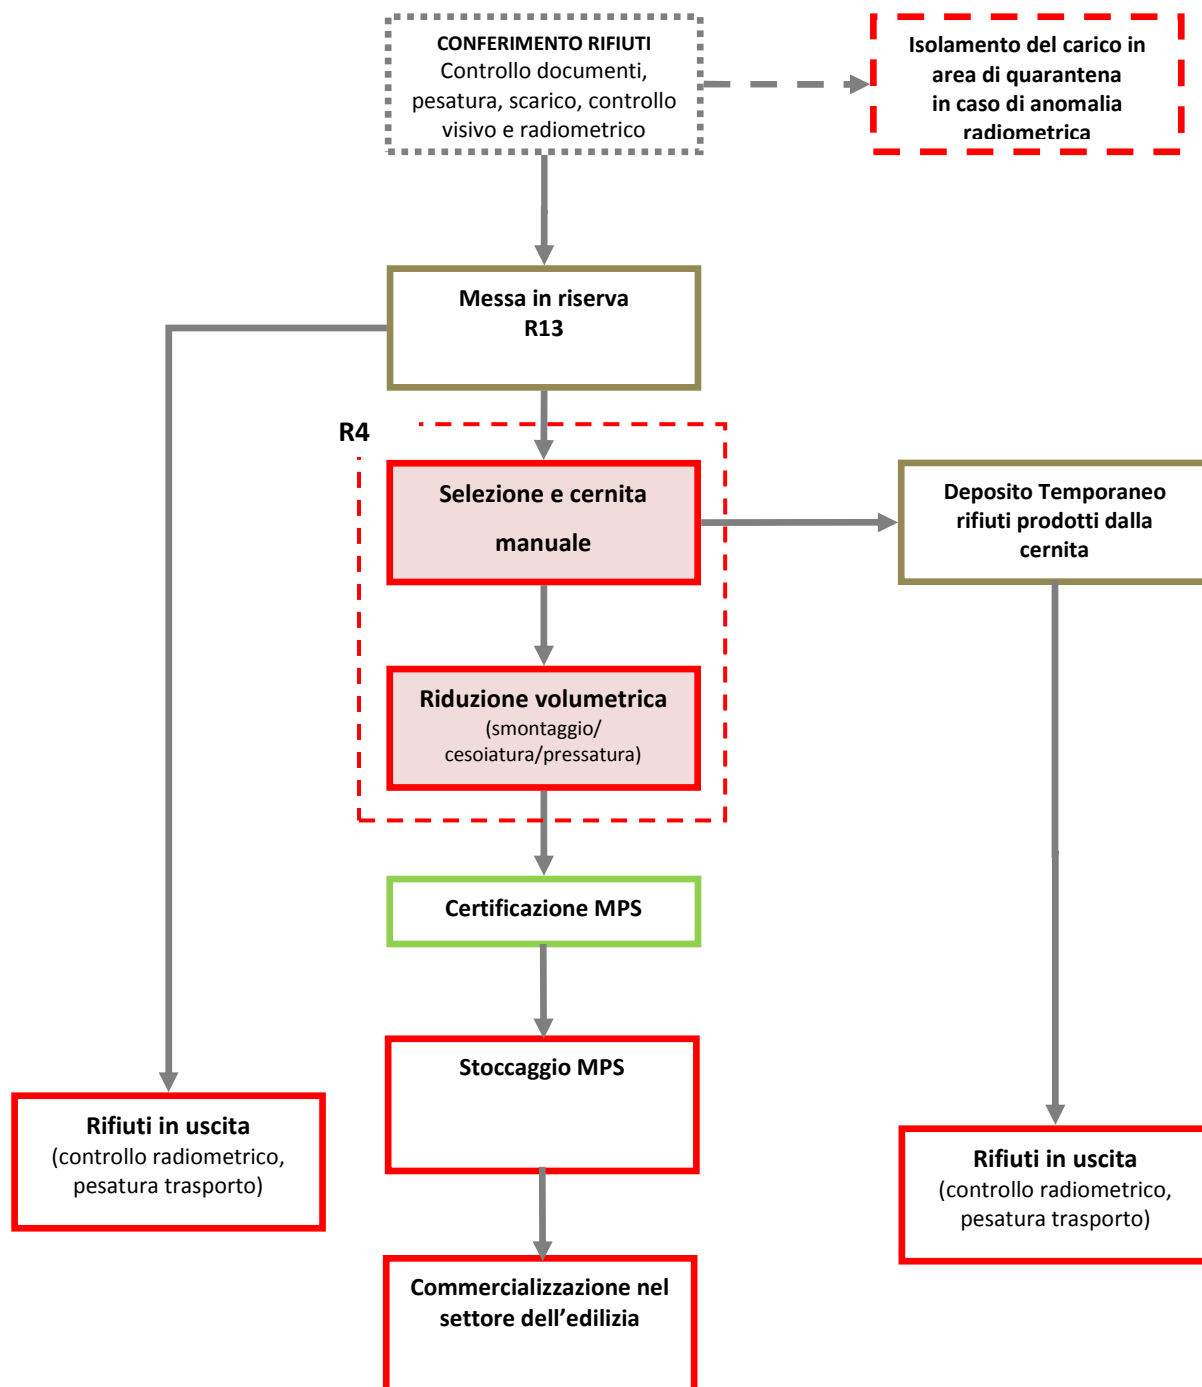 CONFERIMENTO RIFIUTI
Controllo documenti,
pesatura, scarico, controllo
visivo e radiometrico
Isolamento del carico in
area di quarantena
in caso di anomalia
radiometrica
Messa in riserva
R13
R4
Selezione e cernita
manuale
Deposito Temporaneo
rifiuti prodotti dalla
cernita
Riduzione volumetrica
(smontaggio/
cesoiatura/pressatura)
Certificazione MPS
Stoccaggio MPS
Rifiuti in uscita
(controllo radiometrico,
pesatura trasporto)
Rifiuti in uscita
(controllo radiometrico,
pesatura trasporto)
Commercializzazione nel
settore dell’edilizia